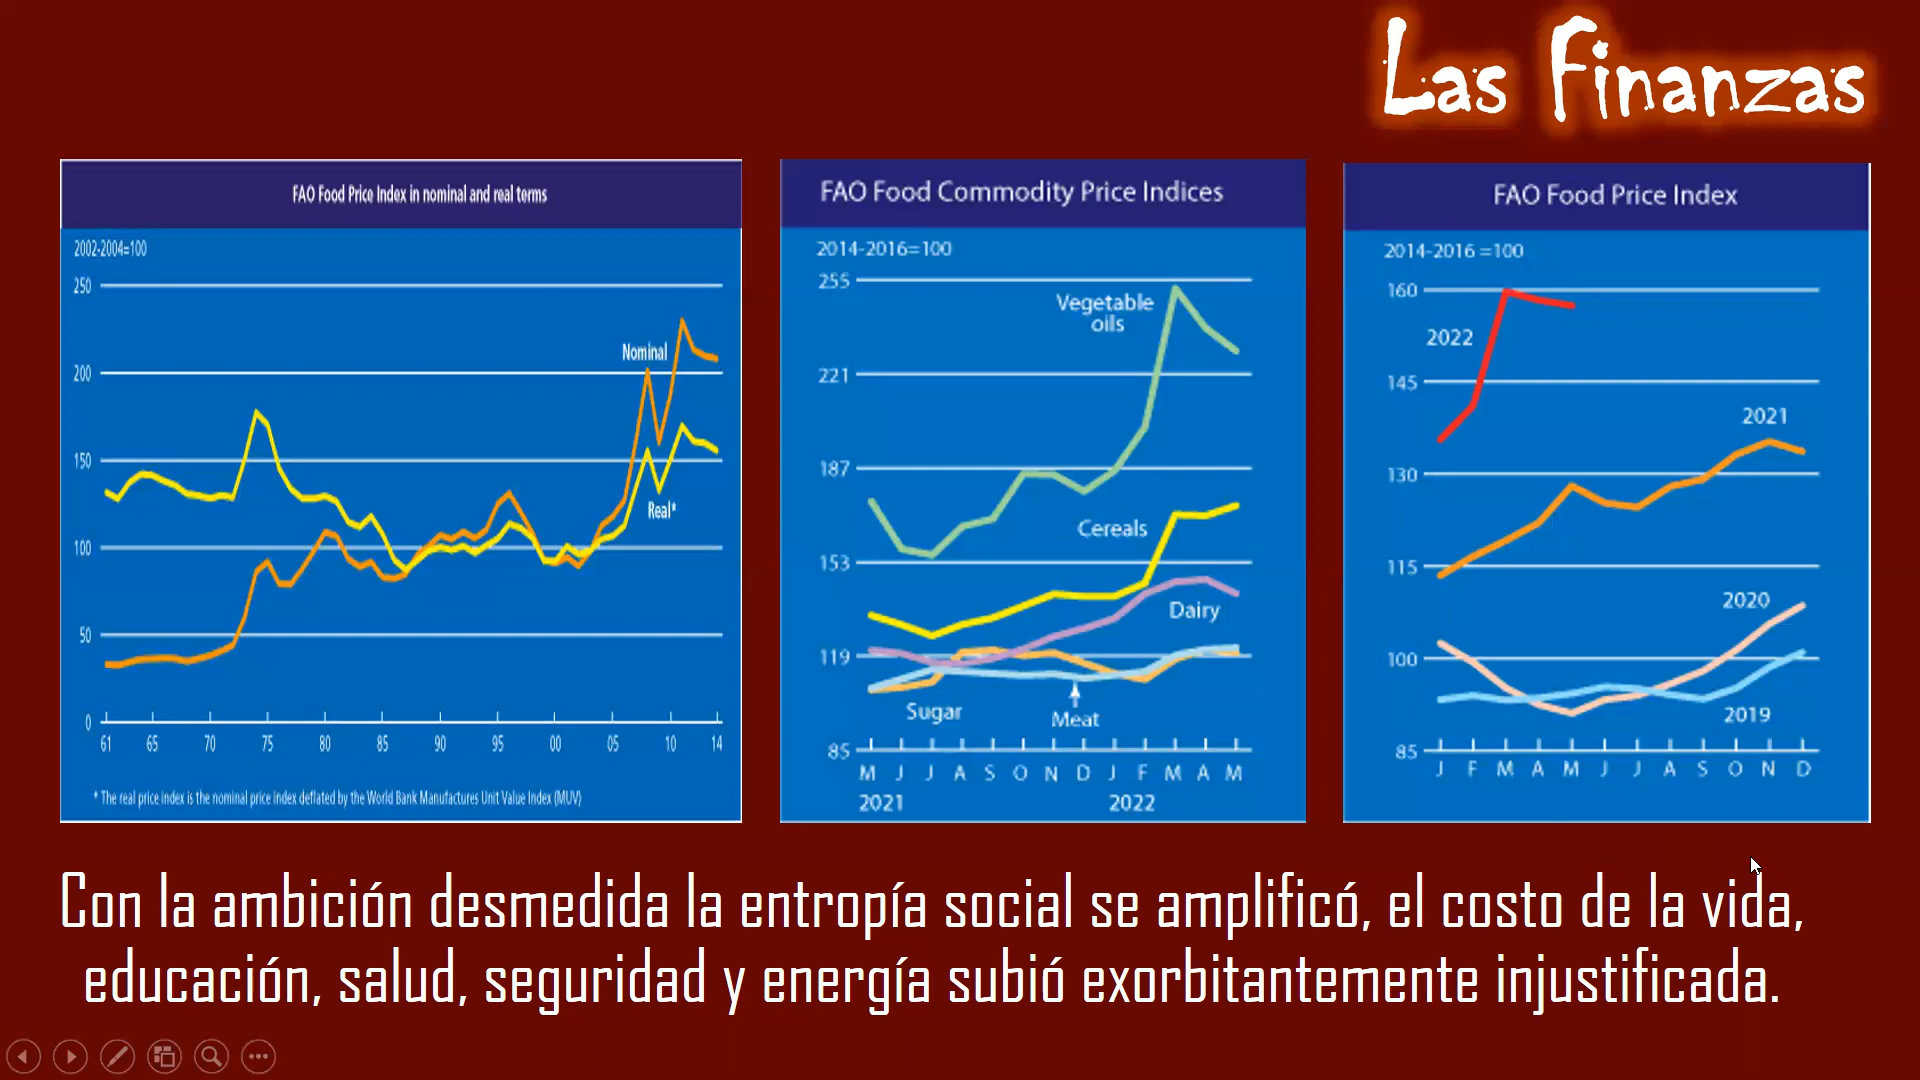 Las Finanzas
FAO Food Price Index in nominal and real terms
2002-2004=100
250
200
150
100
50
0
Nominal
Real*
61 65 70 75 80 85 90 95 00 05 10 14
* The real price index is the nominal price index deflated by the World Bank Manufactures Unit Value Index (MUV)
FAO Food Commodity Price Indices
2014-2016=100
255
221
187
153
119
85
Vegetable
oils
Cereals
Dairy
Sugar
Meat
M J J A S O N D J F M A M
2021 2022
FAO Food Price Index
2014-2016 =100
160
145
130
115
100
85
2022
2021
2020
2019
J F M A M J J A S O N D
Con la ambición desmedida la entropía social se amplificó, el costo de la vida,
educación, salud, seguridad y energía subió exorbitantemente injustificada.